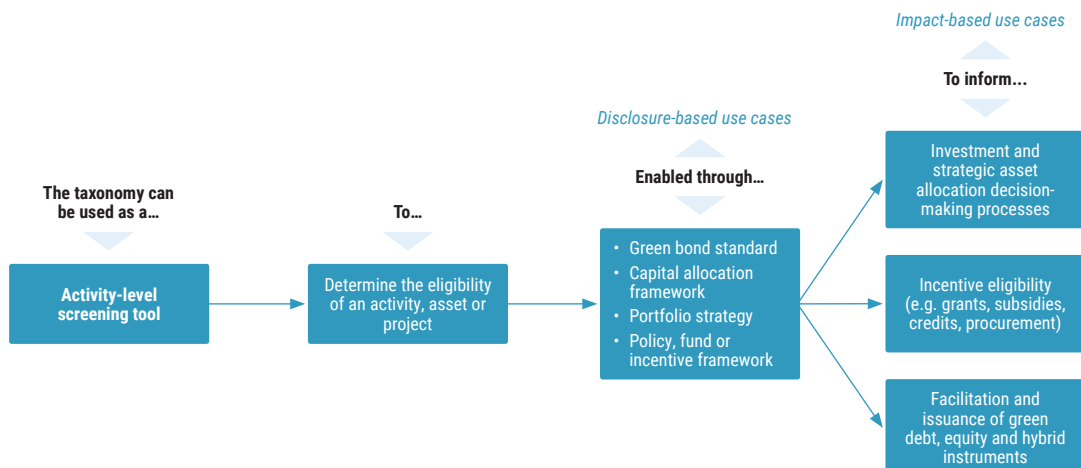 Impact-based use cases
To inform...
Disclosure-based use cases
Enabled through…
The taxonomy can
be used as a…
To…
Activity-level
screening tool
Determine the eligibility
of an activity, asset or
project
• Green bond standard
• Capital allocation
framework
• Portfolio strategy
• Policy, fund or
incentive framework
Investment and
strategic asset
allocation decision-
making processes
Incentive eligibility
(e.g. grants, subsidies,
credits, procurement)
Facilitation and
issuance of green
debt, equity and hybrid
instruments